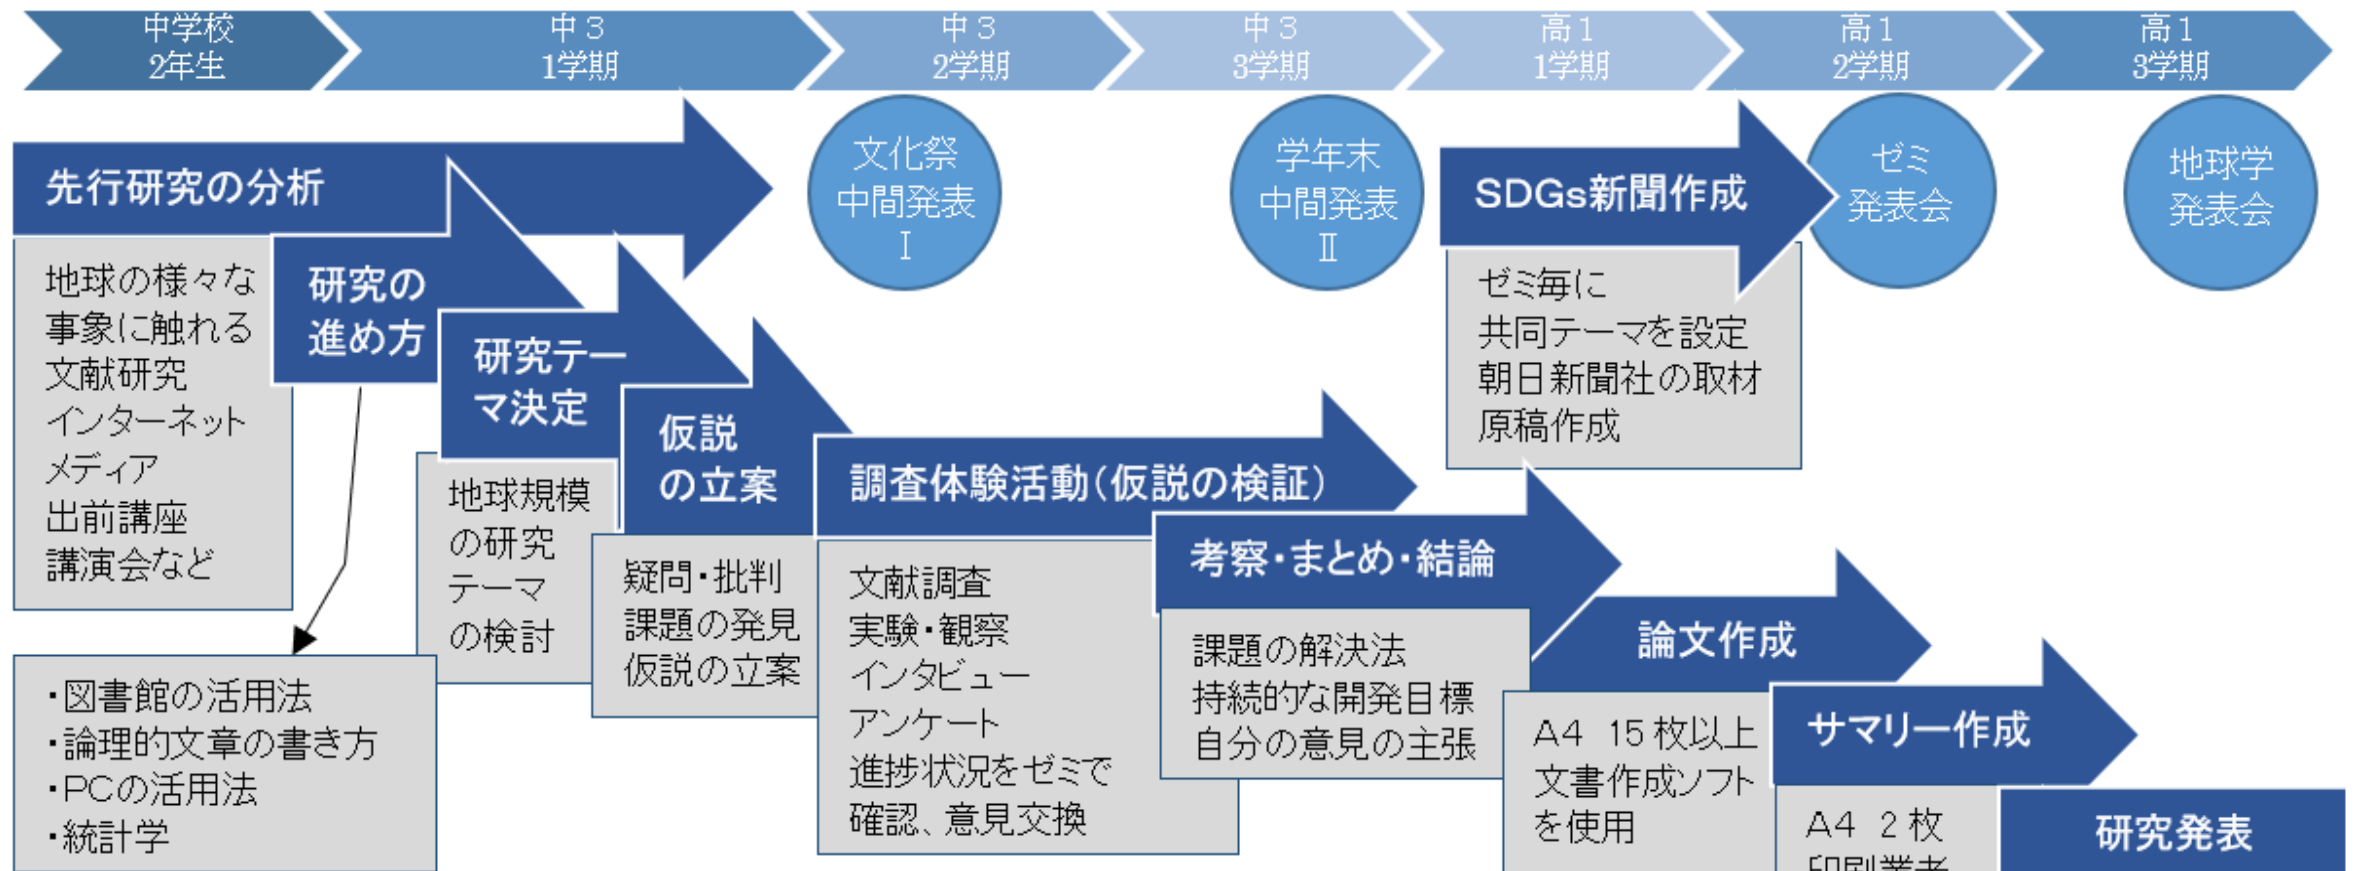 中学校
2年生
中３
1学期
中３
2学期
中３
3学期
高１
1学期
高１
2学期
高１
3学期
先行研究の分析
地球の様々な
事象に触れる
文献研究
インターネット
メディア
出前講座
講演会など
研究の
進め方
・図書館の活用法
・論理的文章の書き方
・PCの活用法
・統計学
研究テー
マ決定
地球規模
の研究
テーマ
の検討
仮説
の立案
疑問・批判
課題の発見
仮説の立案
文化祭
中間発表
Ⅰ
調査体験活動（仮説の検証）
文献調査
実験・観察
インタビュー
アンケート
進捗状況をゼミで
確認、意見交換
学年末
中間発表
Ⅱ
考察・まとめ・結論
課題の解決法
持続的な開発目標
自分の意見の主張
SDGs新聞作成
ゼミ毎に
共同テーマを設定
朝日新聞社の取材
原稿作成
ゼミ
発表会
論文作成
A4 15枚以上
文書作成ソフト
を使用
サマリー作成
A4 2枚
印刷業者
地球学
発表会
研究発表